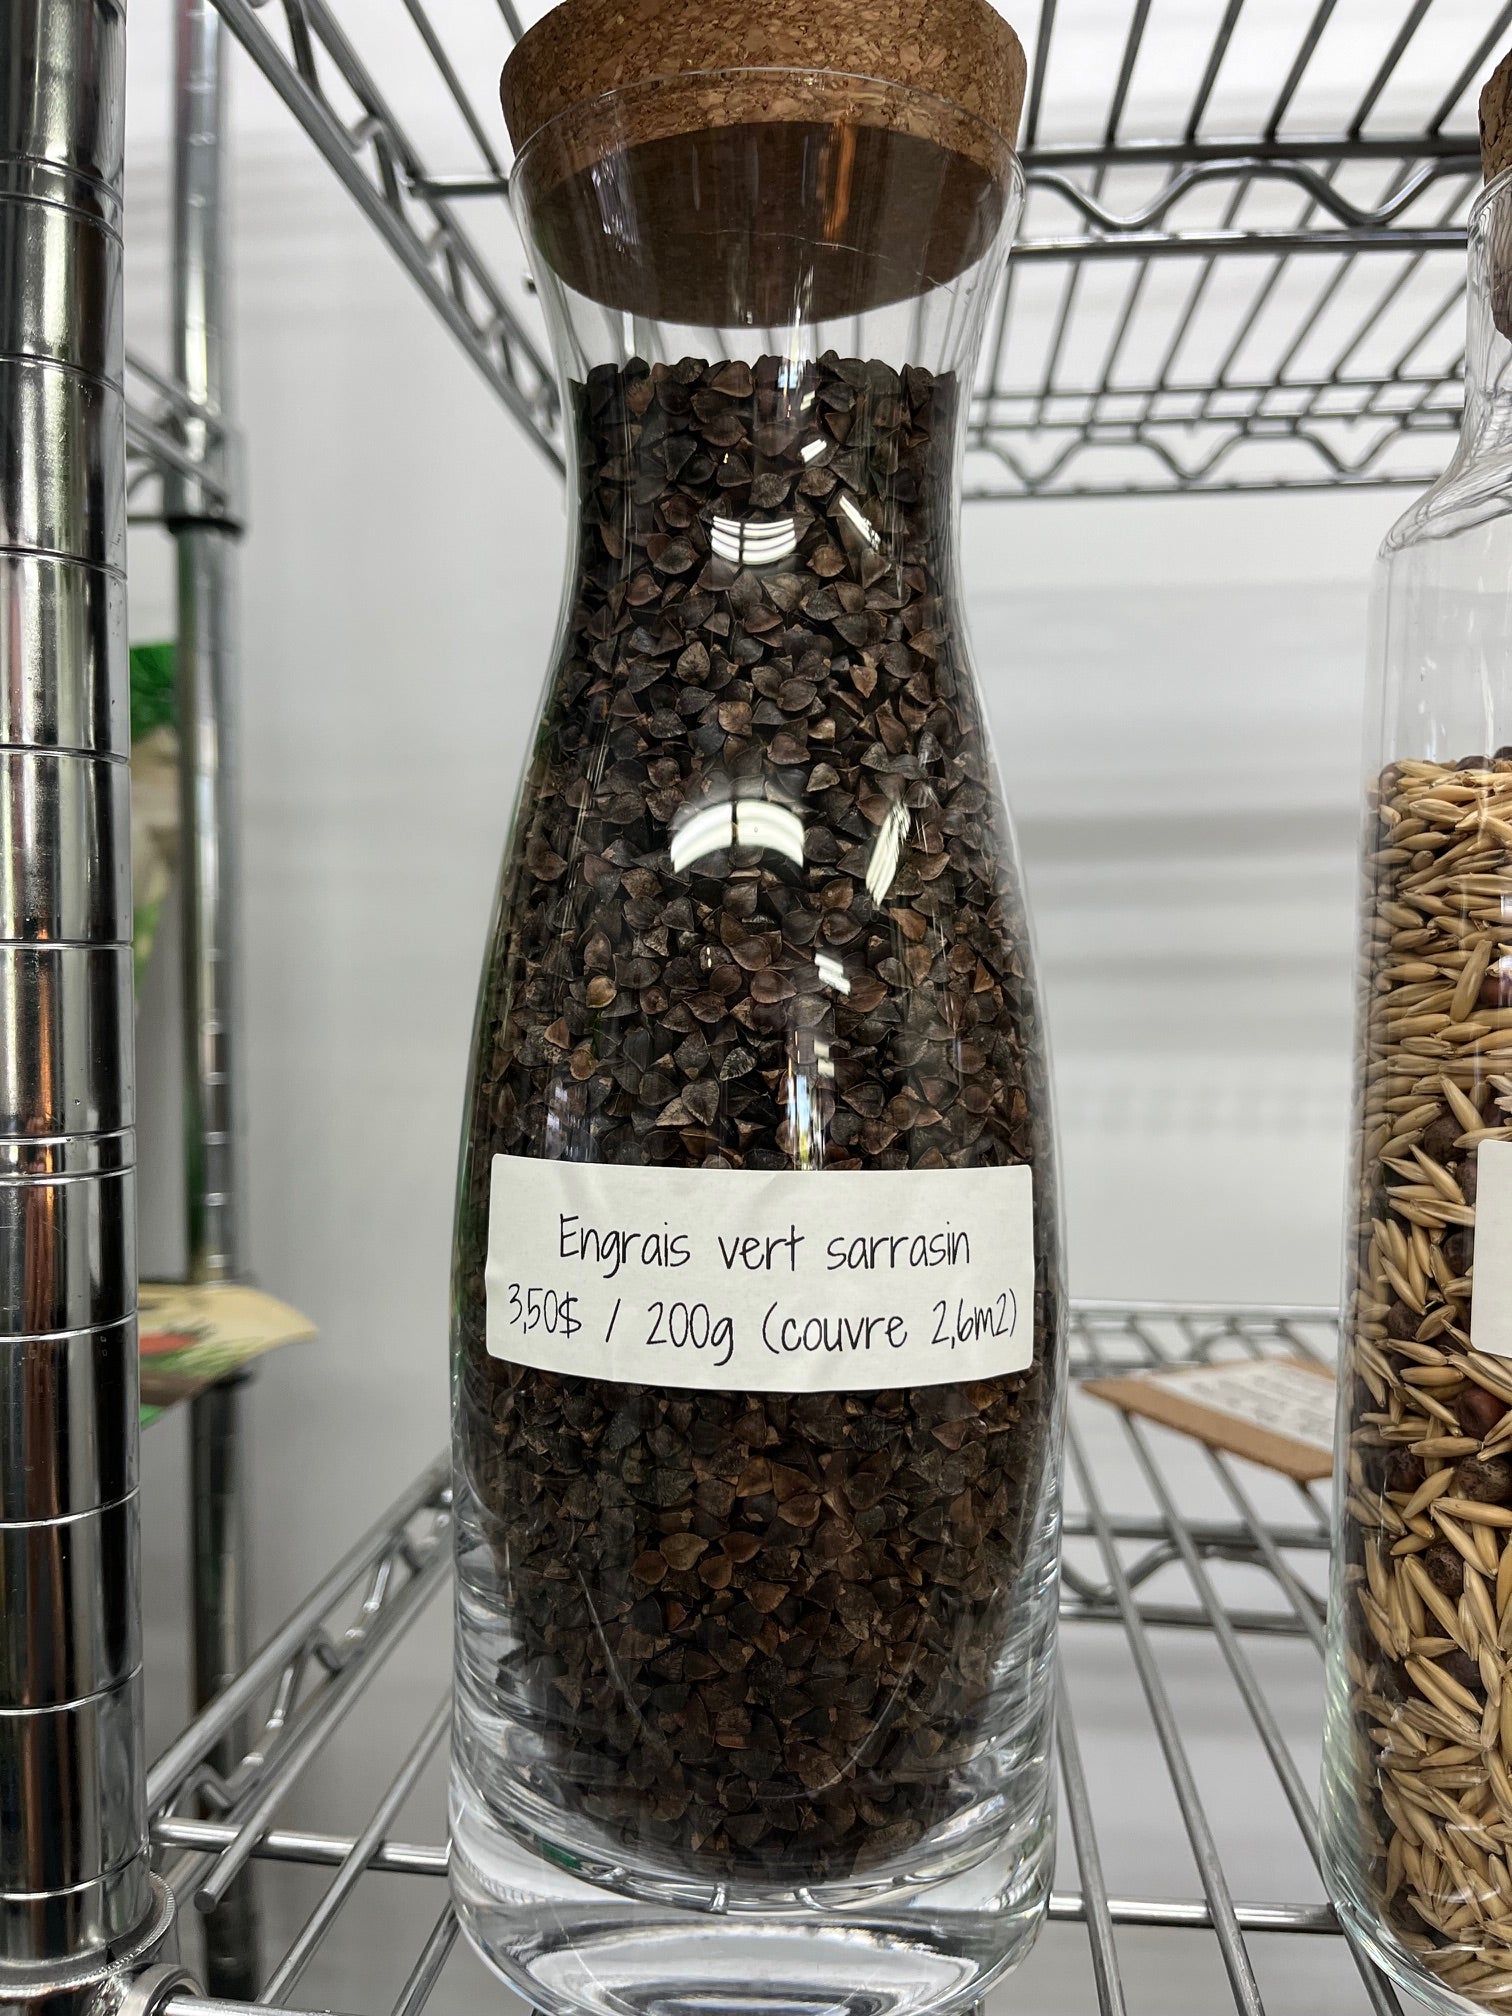 Engrais vert sarrasin
3,50$ / 200g (couvre 2,6m2)